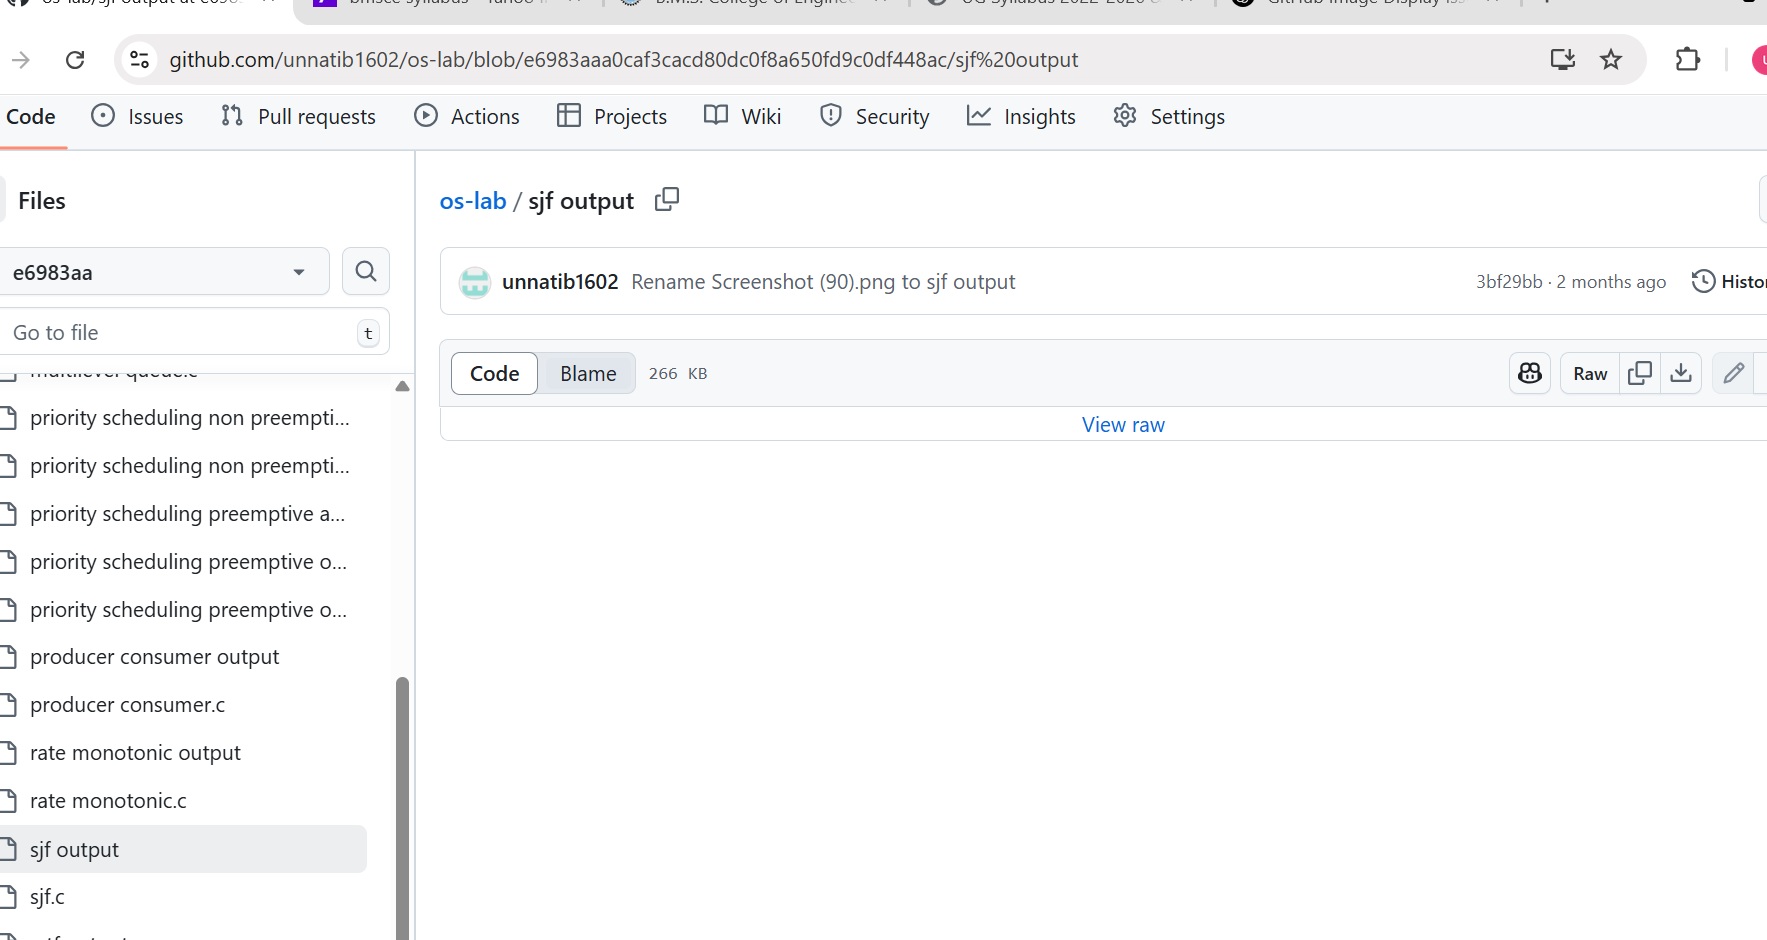 github.com/unnatib1602/os-lab/blob/e6983aaa0caf3cacd80dc0f8a650fd9c0df448ac/sjf%20output
Code Issues Pull requests Actions Projects Wiki Security Insights Settings
Files
e6983aa
Go to file t
multilevel queue.c
priority scheduling non preempti...
priority scheduling non preempti...
priority scheduling preemptive a...
priority scheduling preemptive o...
priority scheduling preemptive o...
producer consumer output
producer consumer.c
rate monotonic output
rate monotonic.c
sjf output
sjf.c
os-lab / sjf output
unnatib1602 Rename Screenshot (90).png to sjf output 3bf29bb · 2 months ago Histo
Code Blame 266 KB Raw
View raw